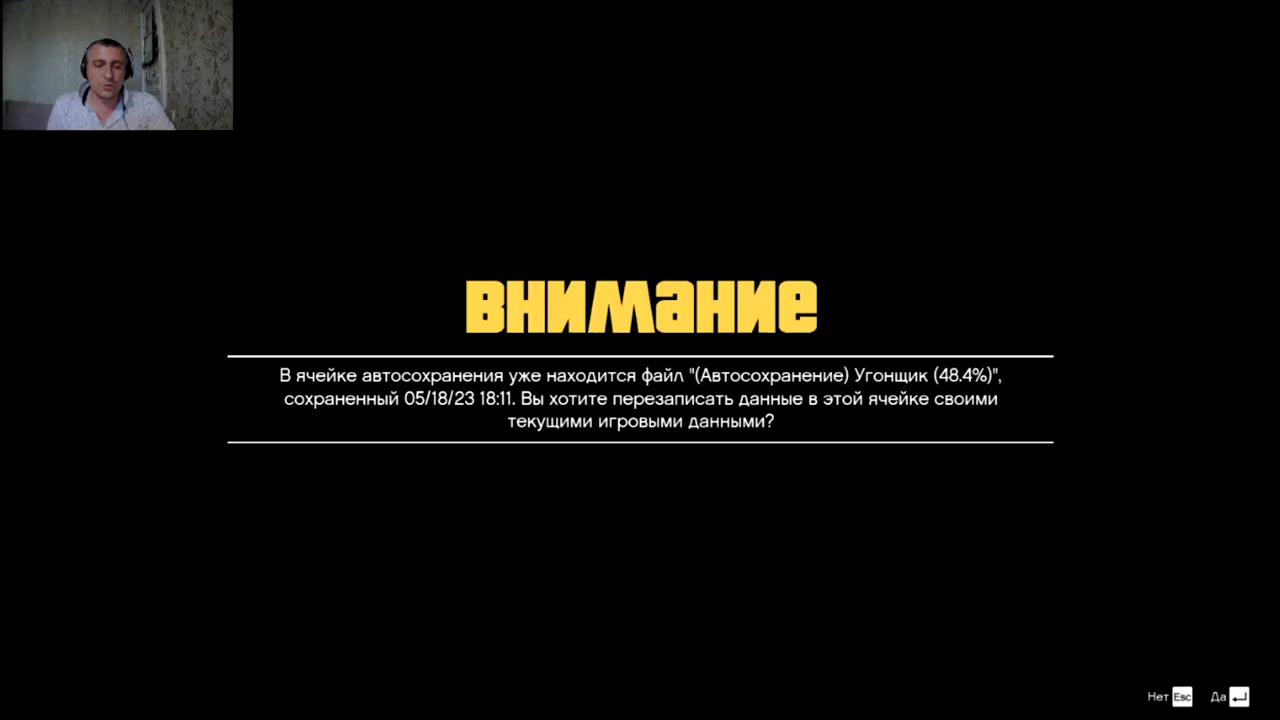 внимание
В ячейке автосохранения уже находится файл "(Автосохранение) Угонщик (48.4%)",
сохраненный 05/18/23 18:11. Вы хотите перезаписать данные в этой ячейке своими
текущими игровыми данными?
Нет Esc Да